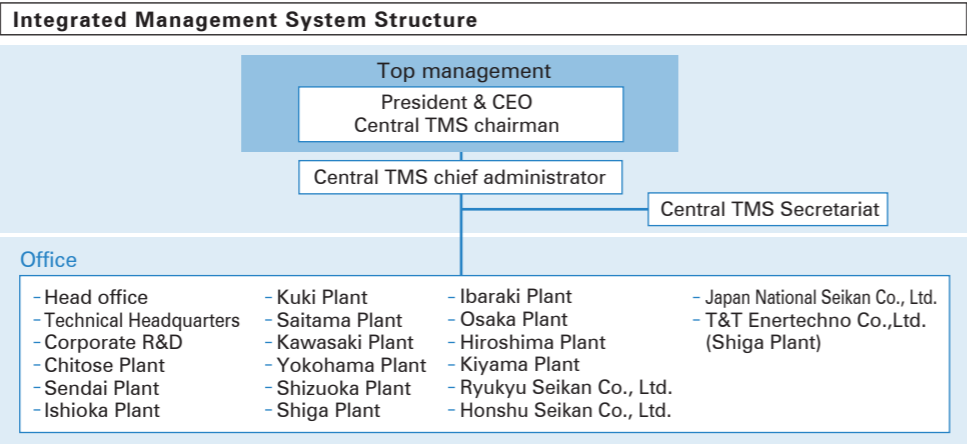 Integrated Management System Structure
Top management
President & CEO
Central TMS chairman
Central TMS chief administrator
Central TMS Secretariat
Office
– Head office
– Technical Headquarters
– Corporate R&D
– Chitose Plant
– Sendai Plant
– Ishioka Plant
– Kuki Plant
– Saitama Plant
– Kawasaki Plant
– Yokohama Plant
– Shizuoka Plant
– Shiga Plant
– Ibaraki Plant
– Osaka Plant
– Hiroshima Plant
– Kiyama Plant
– Ryukyu Seikan Co., Ltd.
– Honshu Seikan Co., Ltd.
– Japan National Seikan Co., Ltd.
– T&T Enertechno Co.,Ltd.
(Shiga Plant)